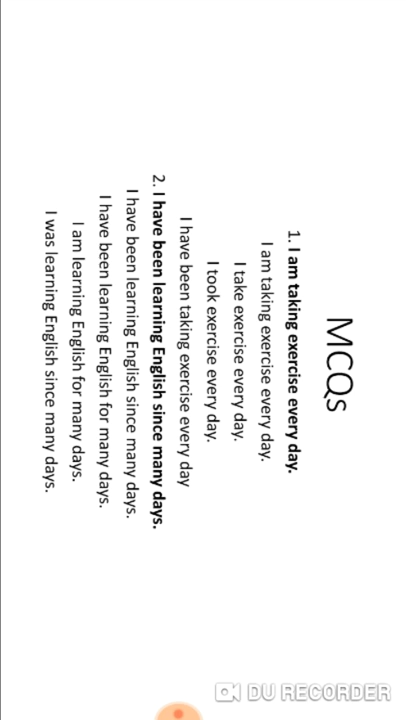 MCQs
1. I am taking exercise every day.
I am taking exercise every day.
I take exercise every day.
I took exercise every day.
I have been taking exercise every day
2. I have been learning English since many days.
I have been learning English since many days.
I have been learning English for many days.
I am learning English for many days.
I was learning English since many days.
DU RECORDER